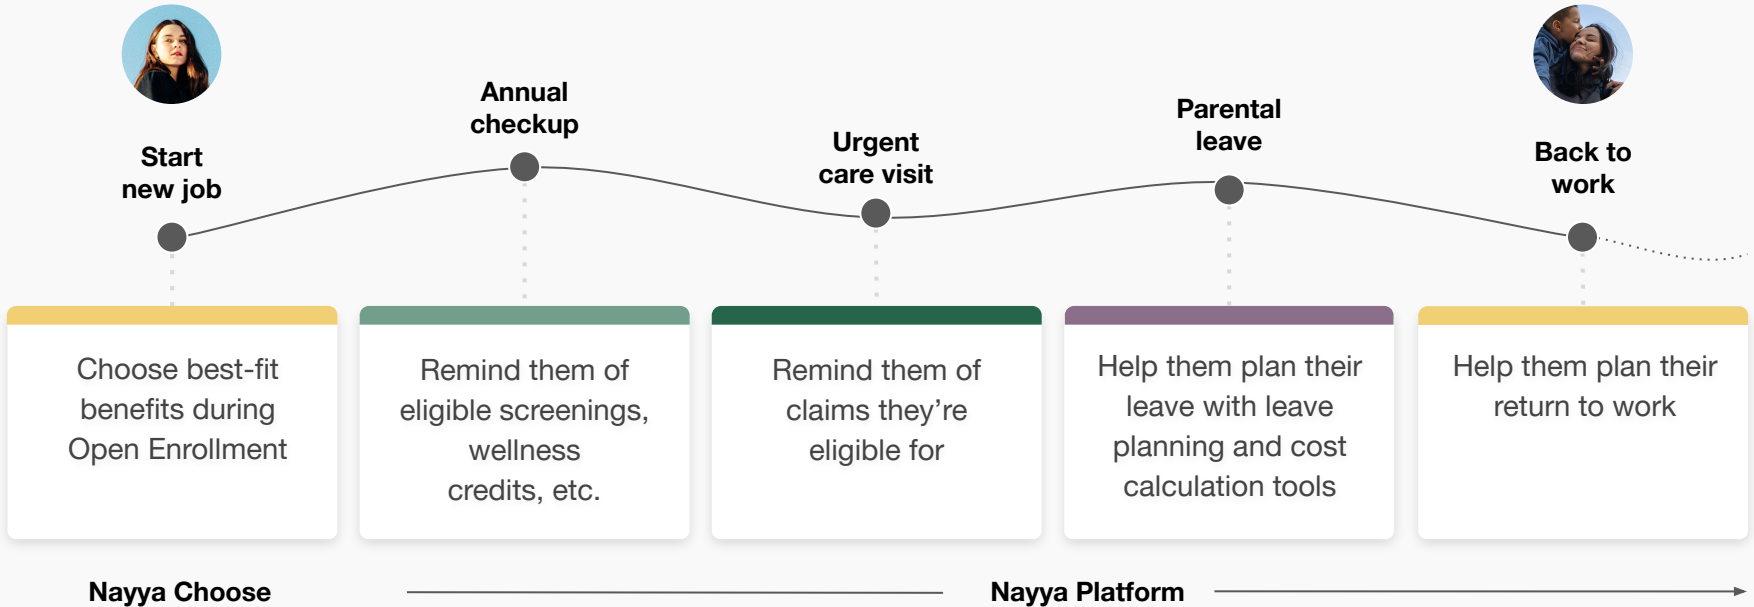 Start
new job
Annual
checkup
Urgent
care visit
Parental
leave
Back to
work
Choose best-fit
benefits during
Open Enrollment
Remind them of
eligible screenings,
wellness
credits, etc.
Remind them of
claims they’re
eligible for
Help them plan their
leave with leave
planning and cost
calculation tools
Help them plan their
return to work
Nayya Choose
Nayya Platform